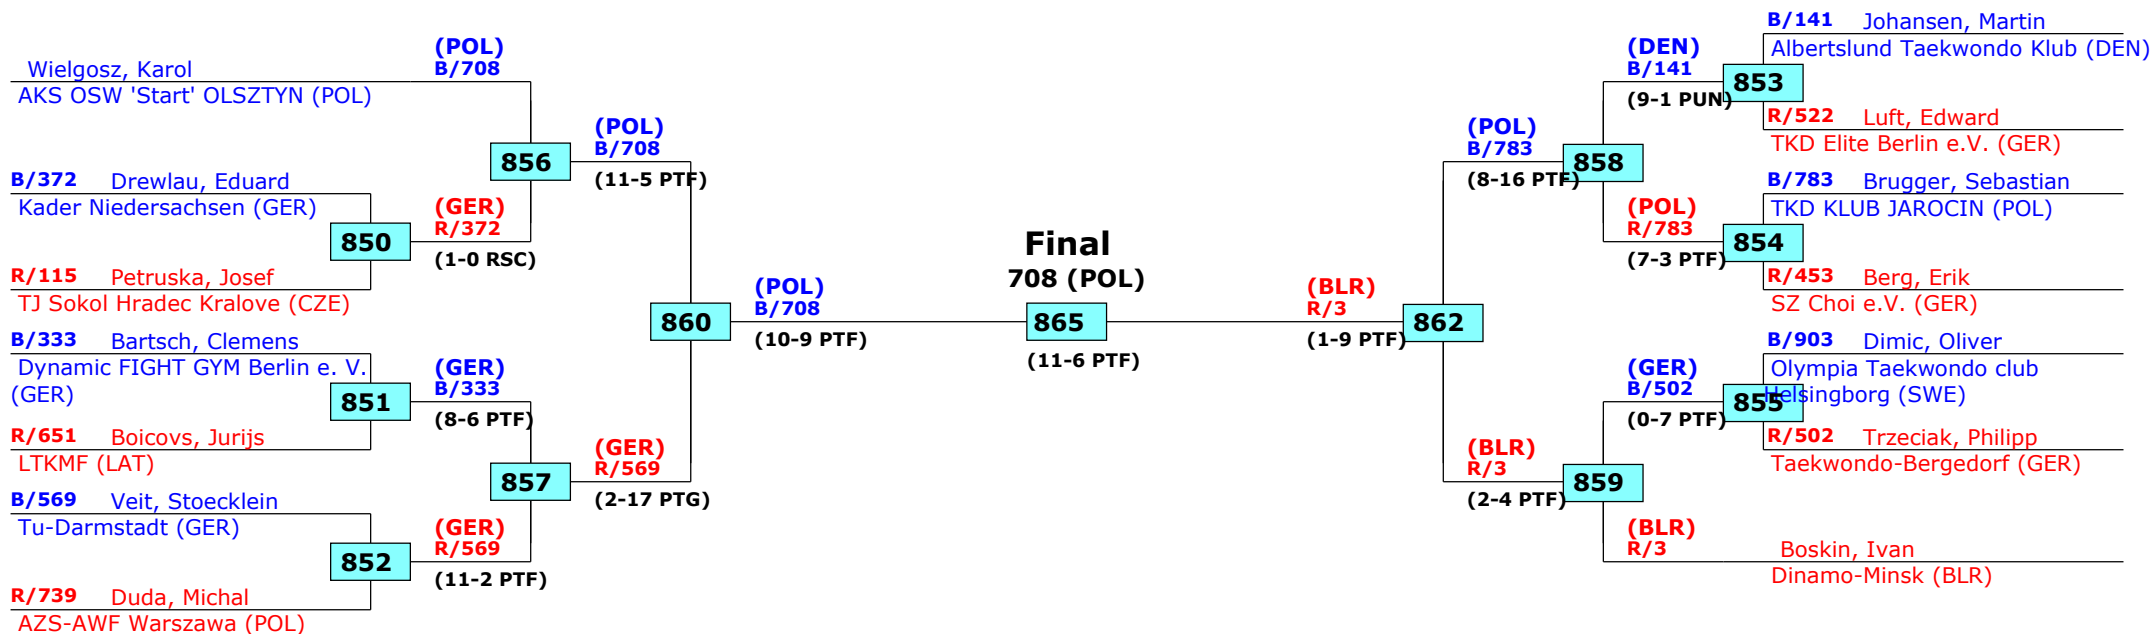 (POL)
B/708
Wielgosz, Karol
AKS OSW 'Start' OLSZTYN (POL)
856
(POL)
B/708
(11-5 PTF)
B/372 Drewlau, Eduard
Kader Niedersachsen (GER)
850
(GER)
R/372
(1-0 RSC)
R/115 Petruska, Josef
TJ Sokol Hradec Kralove (CZE)
860
(POL)
B/708
(10-9 PTF)
B/333 Bartsch, Clemens
Dynamic FIGHT GYM Berlin e. V.
(GER)
851
(GER)
B/333
(8-6 PTF)
R/651 Boicovs, Jurijs
LTKMF (LAT)
857
(GER)
R/569
(2-17 PTG)
B/569 Veit, Stoecklein
Tu-Darmstadt (GER)
852
(GER)
R/569
(11-2 PTF)
R/739 Duda, Michal
AZS-AWF Warszawa (POL)
Final
708 (POL)
865
(11-6 PTF)
(BLR)
R/3
(1-9 PTF)
862
(POL)
B/783
(8-16 PTF)
858
(DEN)
B/141
(9-1 PUN)
853
B/141 Johansen, Martin
Albertslund Taekwondo Klub (DEN)
R/522 Luft, Edward
TKD Elite Berlin e.V. (GER)
B/783 Brugger, Sebastian
TKD KLUB JAROCIN (POL)
(POL)
R/783
(7-3 PTF)
854
R/453 Berg, Erik
SZ Choi e.V. (GER)
B/903 Dimic, Oliver
Olympia Taekwondo club
Helsingborg (SWE)
(GER)
B/502
(0-7 PTF)
855
R/502 Trzeciak, Philipp
Taekwondo-Bergedorf (GER)
(BLR)
R/3
(2-4 PTF)
859
(BLR)
R/3
Boskin, Ivan
Dinamo-Minsk (BLR)